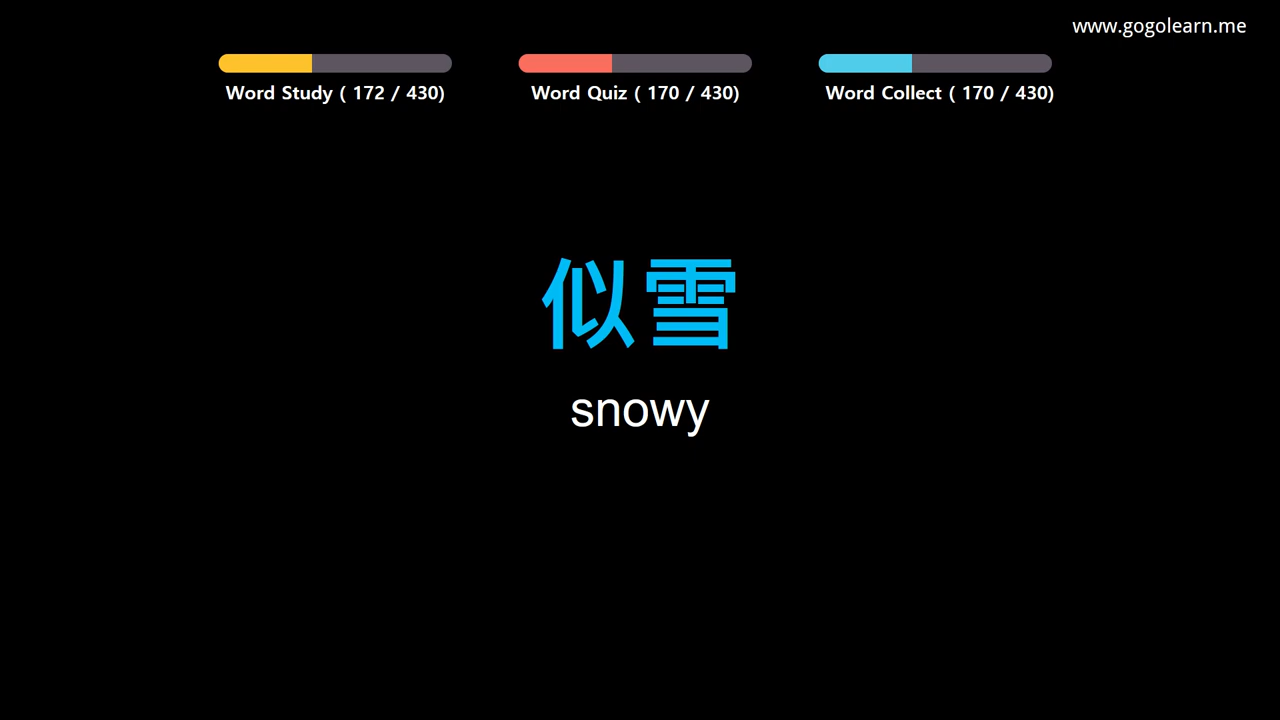 www.gogolearn.me
Word Study ( 172 / 430)
Word Quiz ( 170 / 430)
Word Collect ( 170 / 430)
似雪
snowy